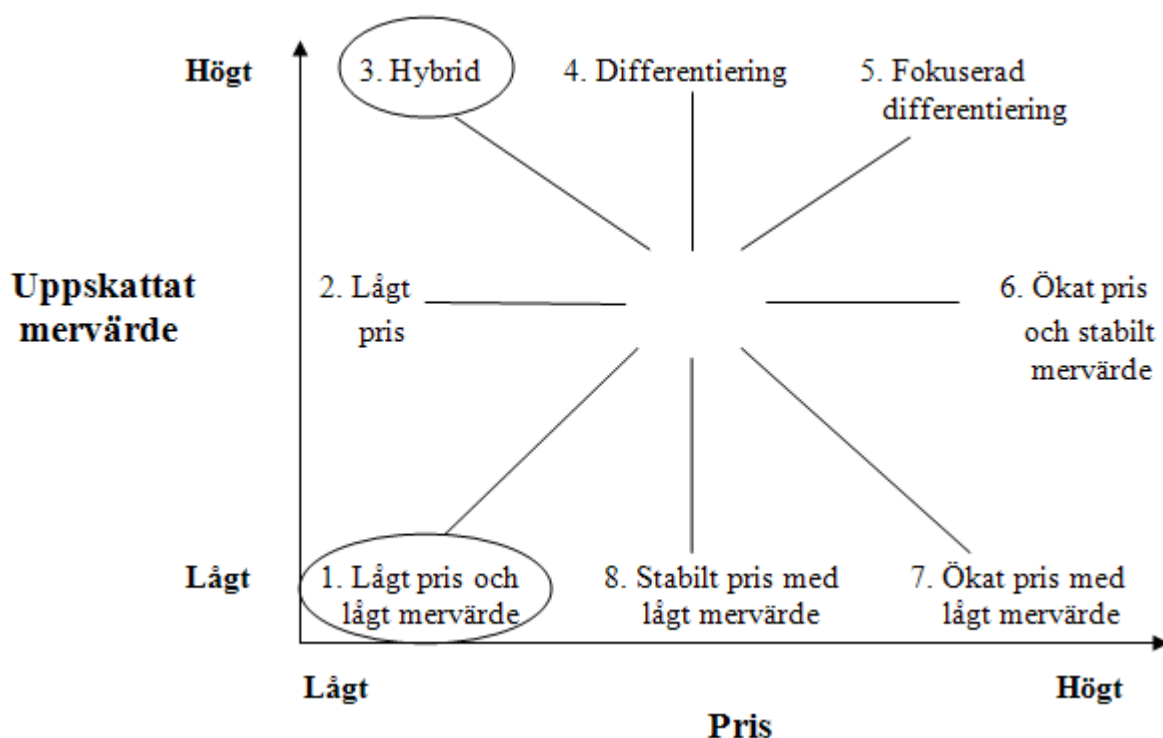 Högt
3. Hybrid
4. Differentiering
5. Fokuserad
differentiering
Uppskattat
mervärde
2. Lågt
pris
6. Ökat pris
och stabilt
mervärde
Lågt
1. Lågt pris och
lågt mervärde
8. Stabilt pris med
lågt mervärde
7. Ökat pris med
lågt mervärde
Lågt
Högt
Pris